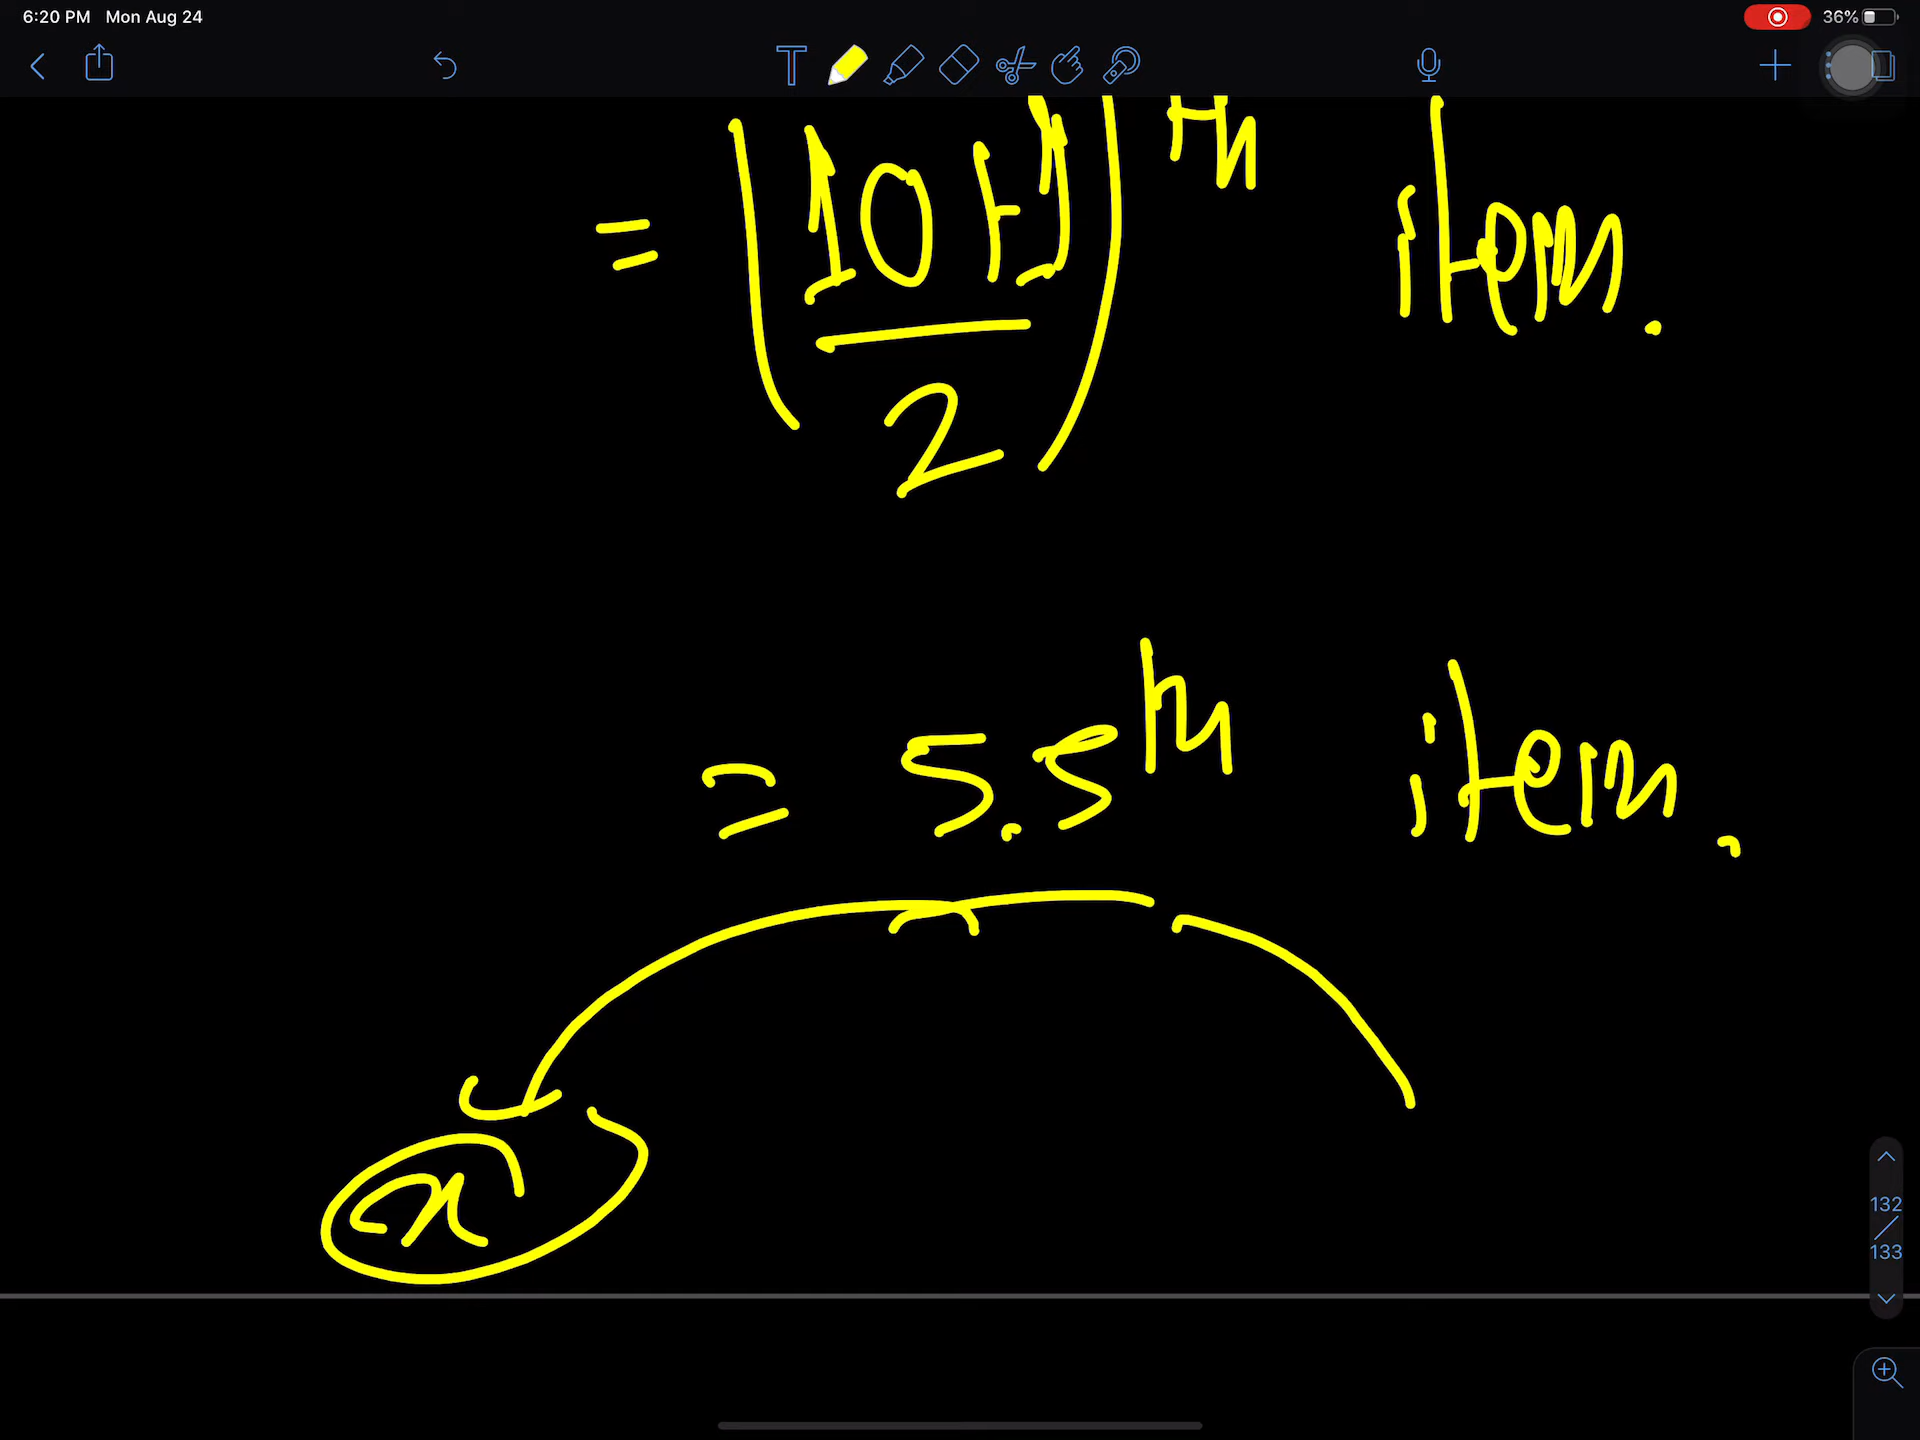 6:20 PM Mon Aug 24
36%
= (10+1/2)th item.
= 5.5th item.
x
132
133